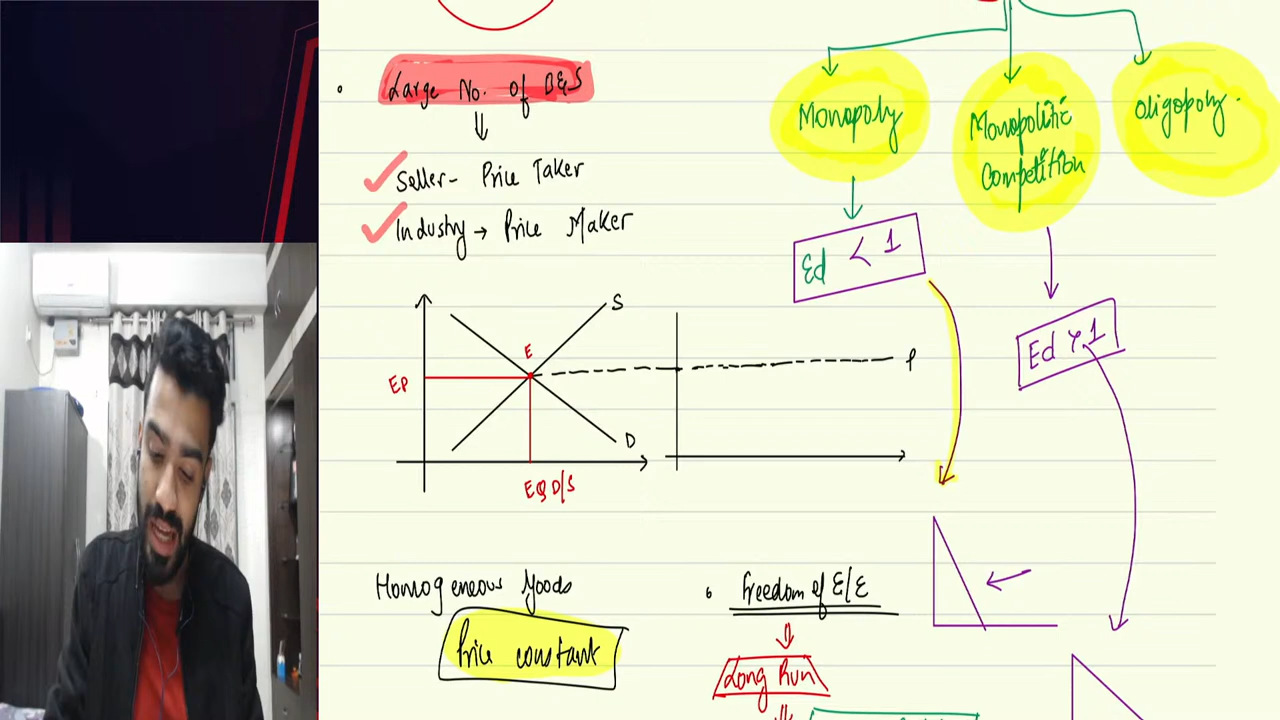 Large No. of B&S
Seller- Price Taker
Industry → Price Maker
S
E
EP
D
EQ D/S
P
Homogeneous Goods
Price constant
Freedom of E/E
Long Run
Monopoly
Monopolitic
Competition
Oligopoly.
Ed < 1
Ed > 1